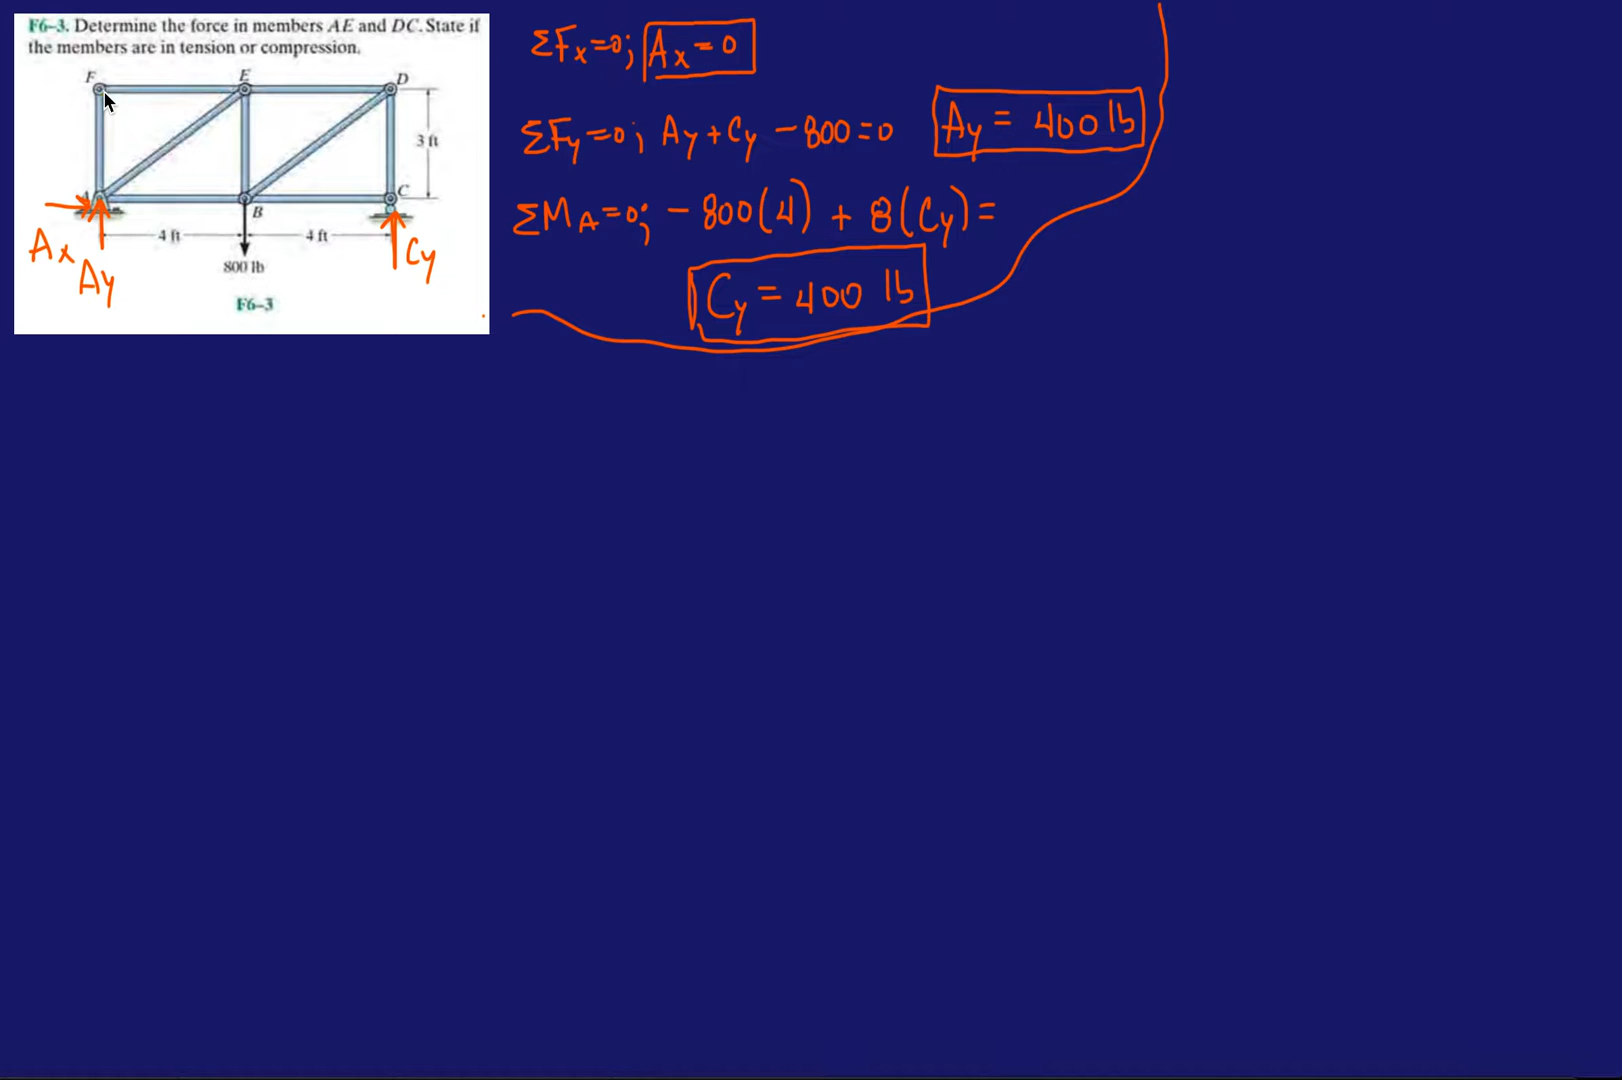 F6–3. Determine the force in members AE and DC. State if
the members are in tension or compression.
F
E
D
3 ft
A
B
C
4 ft
4 ft
800 lb
F6–3
Ax
Ay
Cy
ΣFx=0; Ax=0
ΣFy=0; Ay+Cy-800=0 Ay = 400 lb
ΣMA=0; -800(4) + 8(Cy)=
Cy = 400 lb